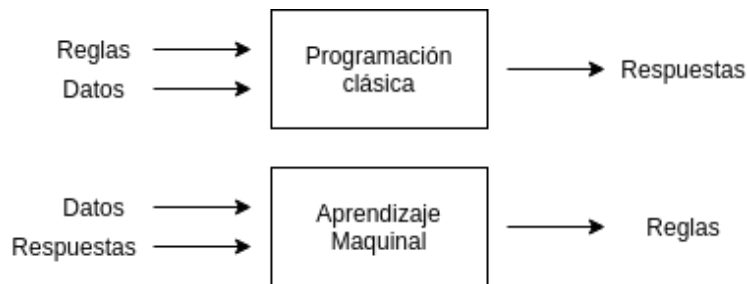 Reglas
Datos
Programación
clásica
Respuestas
Datos
Respuestas
Aprendizaje
Maquinal
Reglas